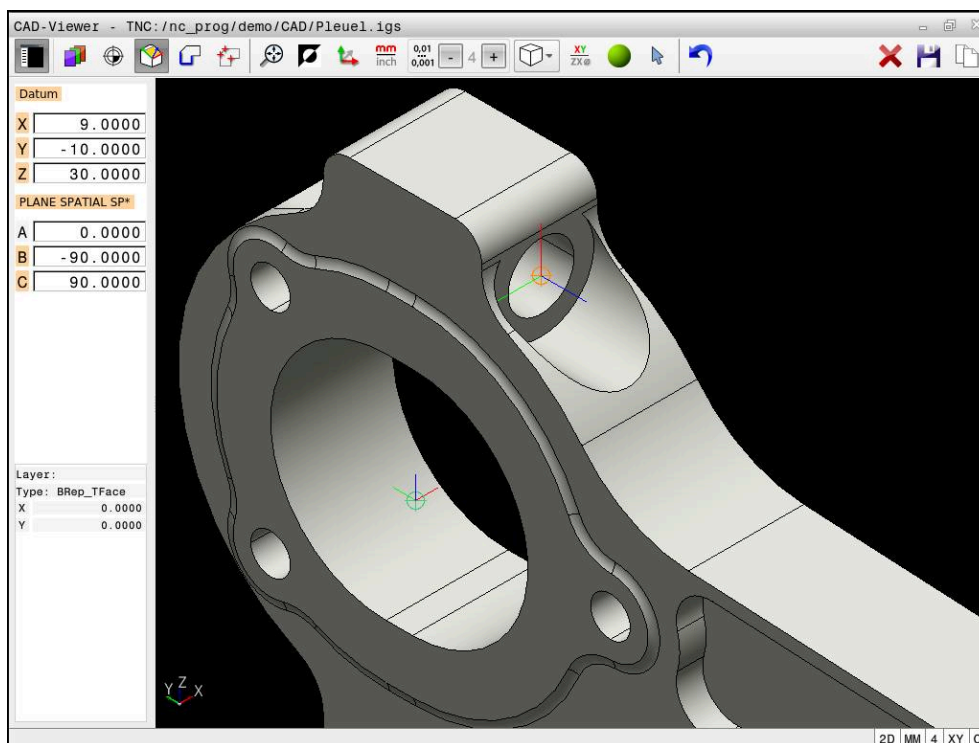 CAD-Viewer - TNC:/nc_prog/demo/CAD/Pleuel.igs
mm
inch
0,01
...
0,001
-
4
+
XY
ZX⌀
Datum
X 9.0000
Y -10.0000
Z 30.0000
PLANE SPATIAL SP*
A 0.0000
B -90.0000
C 90.0000
Layer:
Type: BRep_TFace
X 0.0000
Y 0.0000
Y Z X
2D MM 4 XY